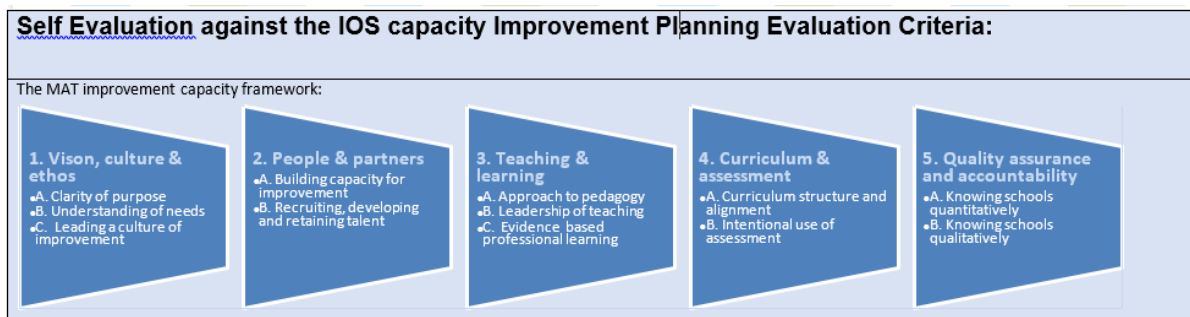 Self Evaluation against the IOS capacity Improvement Planning Evaluation Criteria:
The MAT improvement capacity framework:
1. Vison, culture &
ethos
•A. Clarity of purpose
•B. Understanding of needs
•C. Leading a culture of
improvement
2. People & partners
•A. Building capacity for
improvement
•B. Recruiting, developing
and retaining talent
3. Teaching &
learning
•A. Approach to pedagogy
•B. Leadership of teaching
•C. Evidence based
professional learning
4. Curriculum &
assessment
•A. Curriculum structure and
alignment
•B. Intentional use of
assessment
5. Quality assurance
and accountability
•A. Knowing schools
quantitatively
•B. Knowing schools
qualitatively